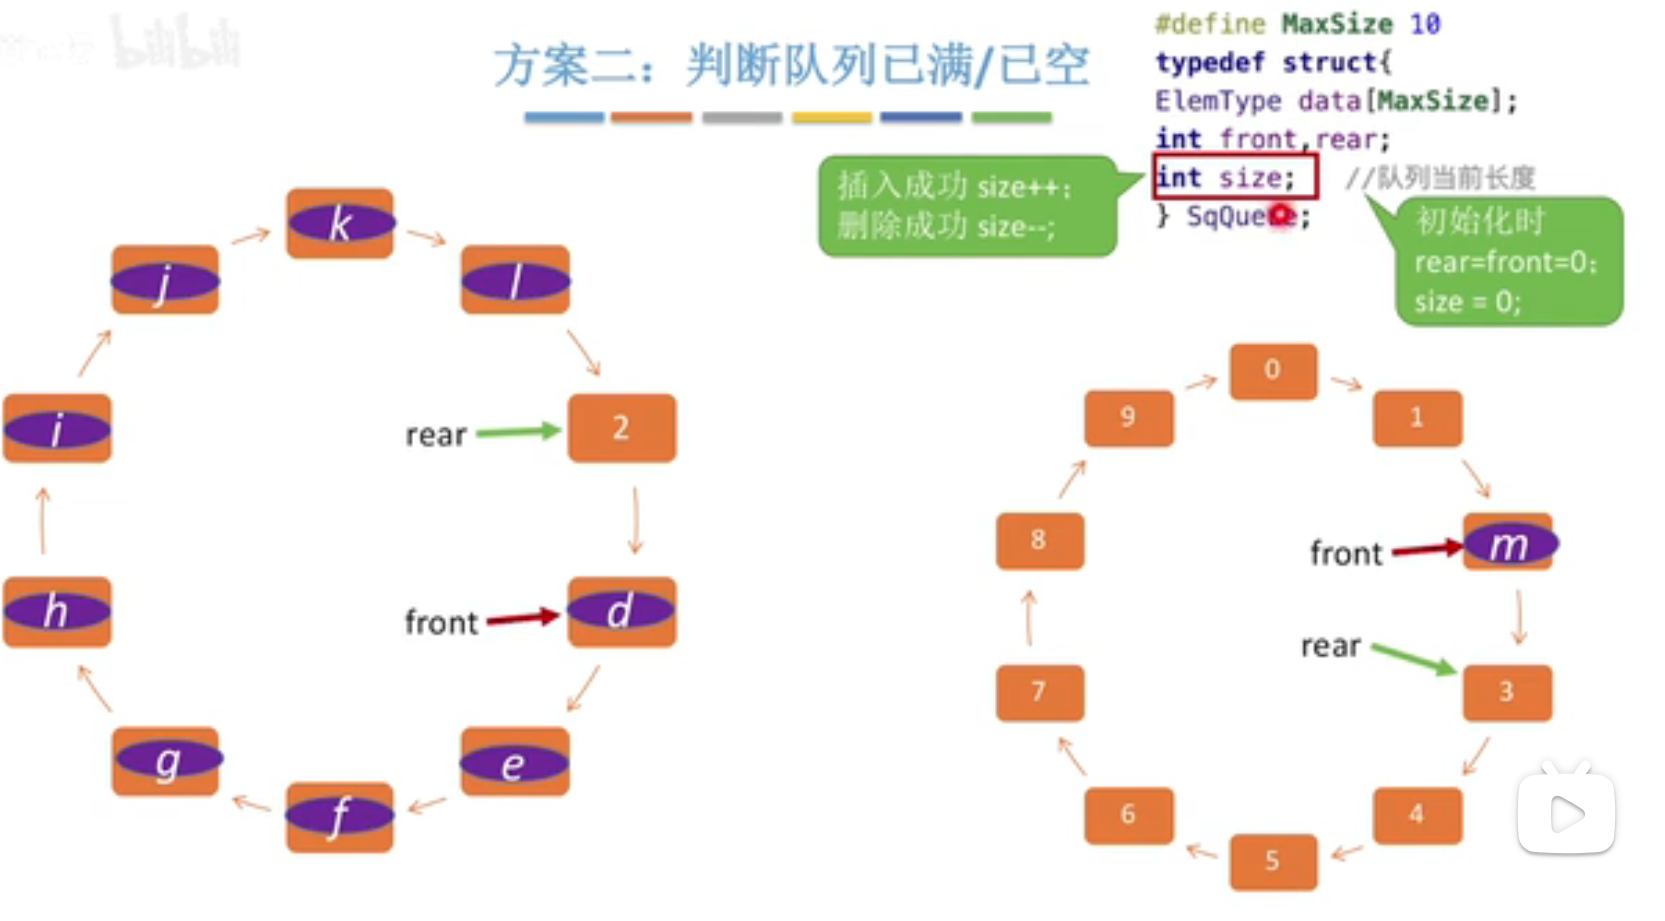 bilibili
方案二：判断队列已满/已空
#define MaxSize 10
typedef struct{
ElemType data[MaxSize];
int front,rear;
int size; //队列当前长度
} SqQueue;
插入成功 size++；
删除成功 size--;
初始化时
rear=front=0；
size = 0;
k
j
l
i
rear
2
h
front
d
g
e
f
0
9
1
8
front
m
rear
7
3
6
4
5